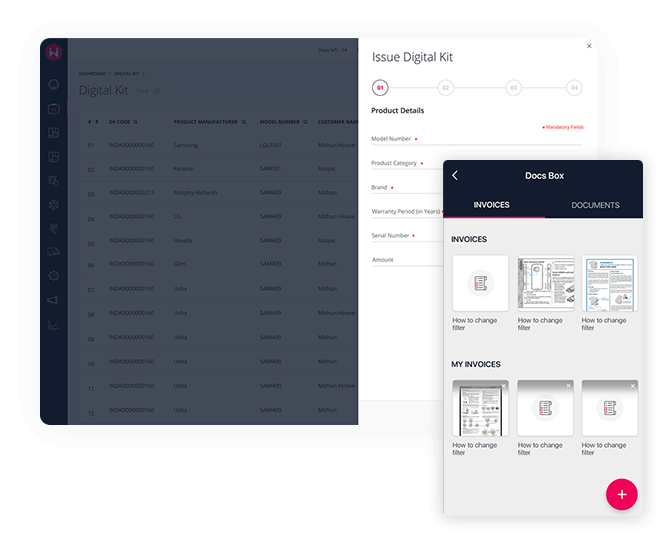 Days left : 14
DASHBOARD / DIGITAL KIT /
Digital Kit Total : 26
# DK CODE PRODUCT MANUFACTURER MODEL NUMBER CUSTOMER NAME
01 INDK0000000160 Samsung LGLT001 Mithun Hirave
02 INDK0000000160 Kenstar SAMT01 Roopa
03 INDK0000000213 Morphy Richards SAM409 Mithun
04 INDK0000000160 LG SAM409 Mithun Hirave
05 INDK0000000160 Havells SAM409 Roopa
06 INDK0000000160 Glen SAM409 Mithun
07 INDK0000000160 Usha SAM409 Mithun
08 INDK0000000160 Usha SAM409 Mithun Hirave
09 INDK0000000160 Usha SAM409 Mithun
10 INDK0000000160 Usha SAM409 Mithun
11 INDK0000000160 Usha SAM409 Mithun Hirave
12 INDK0000000160 Usha SAM409 Mithun
Issue Digital Kit
01 02 03 04
Product Details
Mandatory Fields
Model Number
Product Category
Brand
Warranty Period (in Years)
Serial Number
Amount
Docs Box
INVOICES DOCUMENTS
INVOICES
How to change filter
How to change filter
How to change filter
MY INVOICES
How to change filter
How to change filter
How to change filter